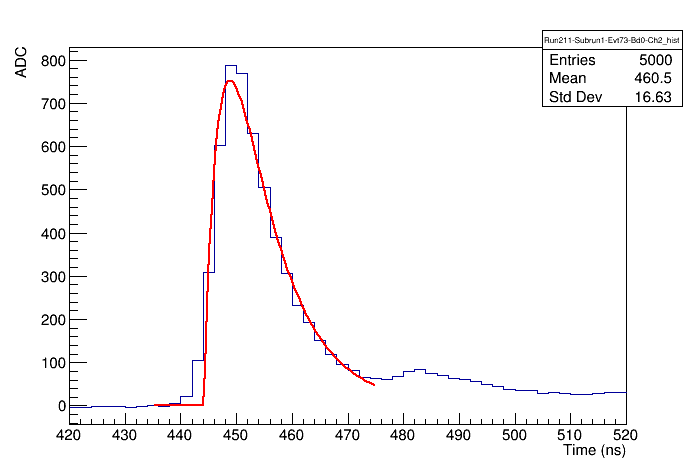 Run211-Subrun1-Evt73-Bd0-Ch2_hist
Entries 5000
Mean 460.5
Std Dev 16.63
ADC
800
700
600
500
400
300
200
100
0
420 430 440 450 460 470 480 490 500 510 520
Time (ns)